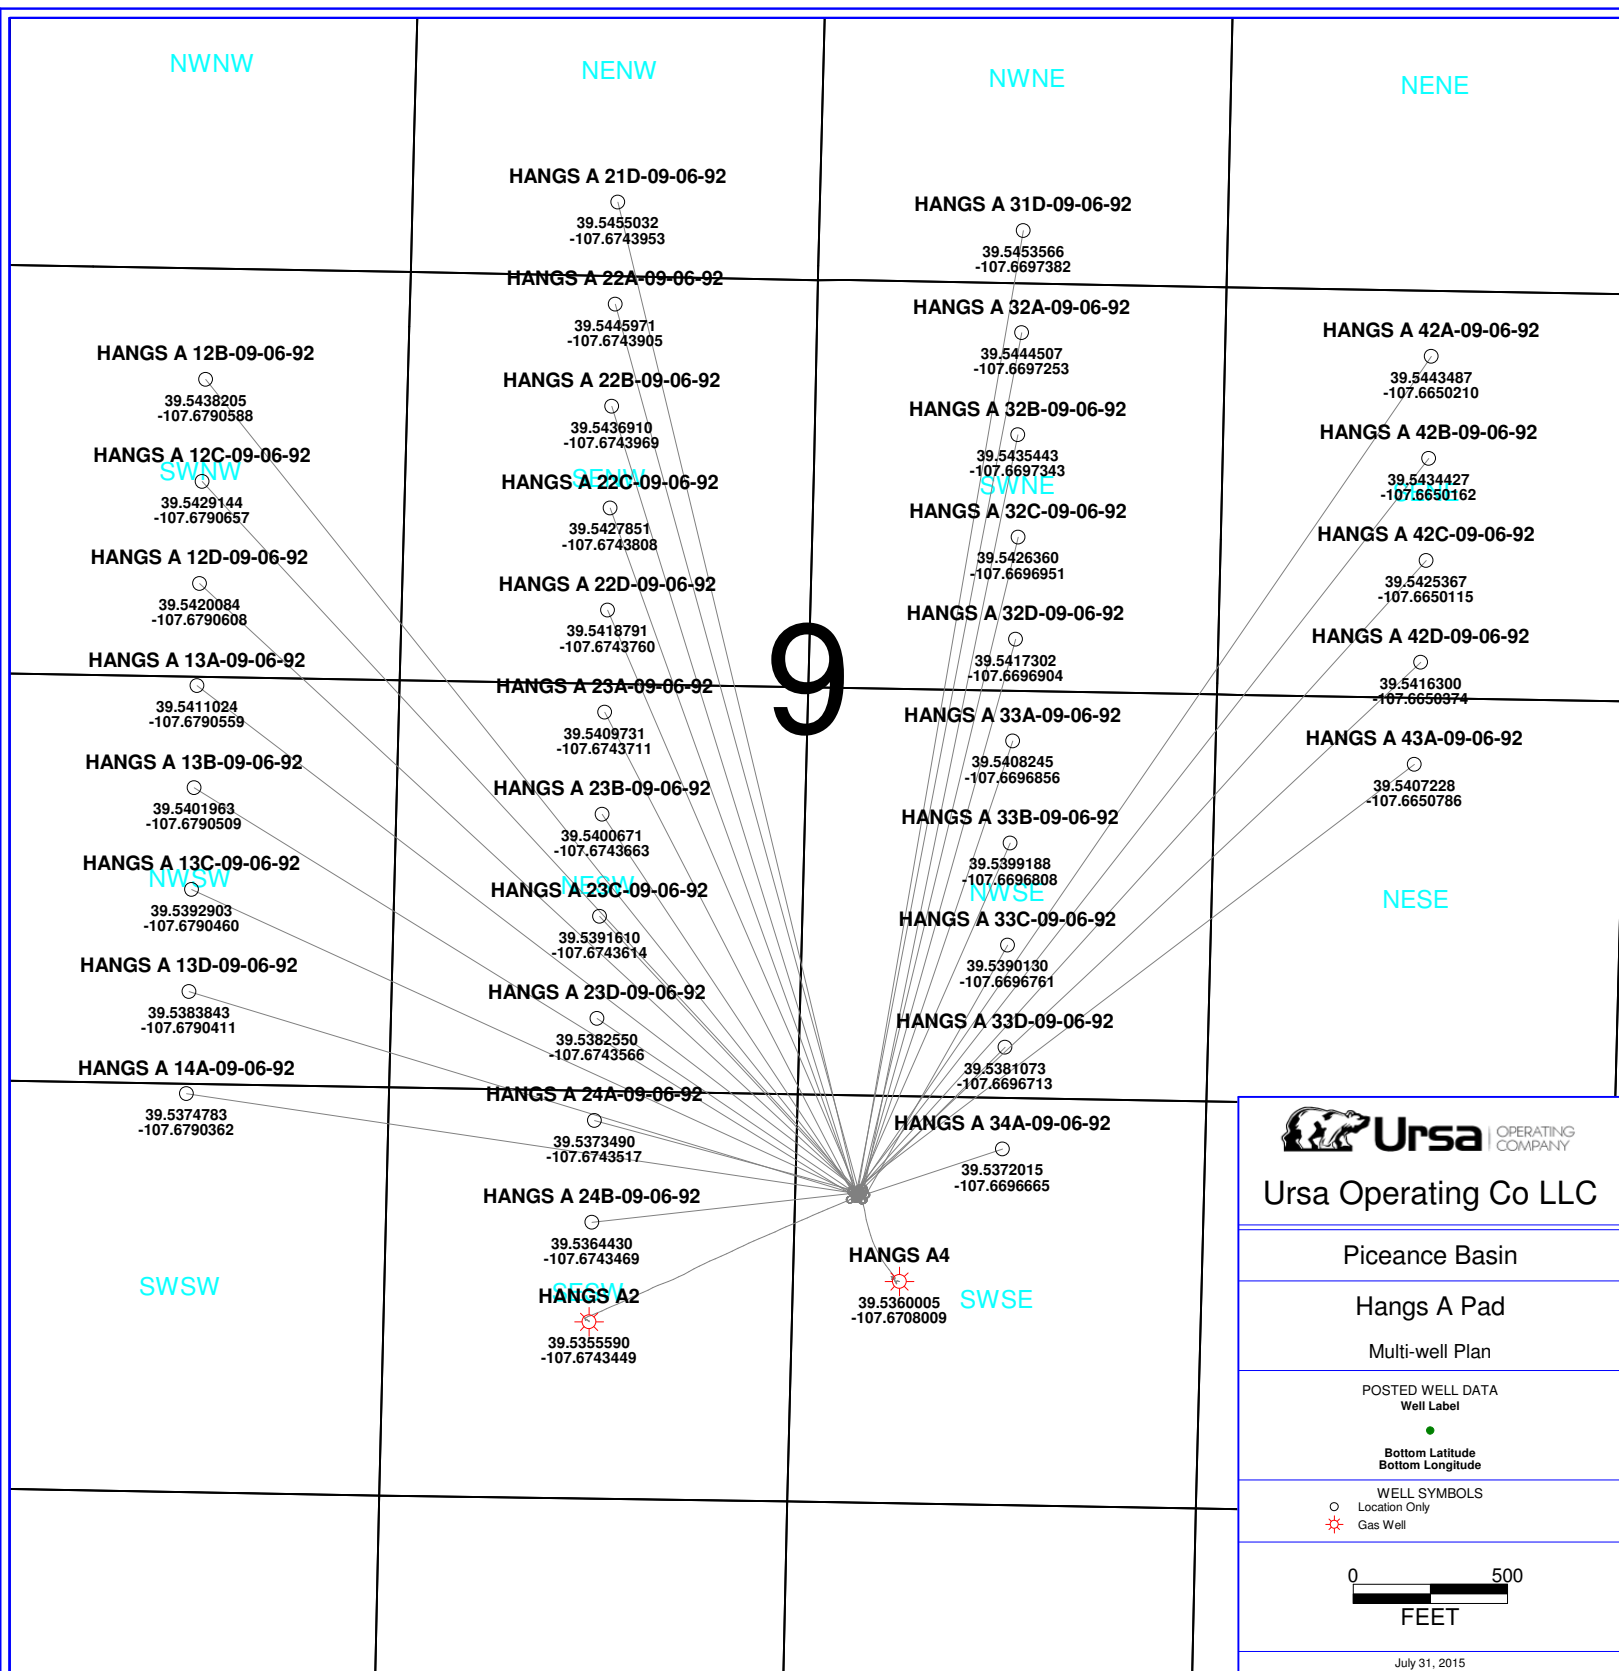 NWNW
NENW
NWNE
NENE
HANGS A 21D-09-06-92
39.5455032
-107.6743953
HANGS A 31D-09-06-92
39.5453566
-107.6697382
HANGS A 22A-09-06-92
39.5445971
-107.6743905
HANGS A 32A-09-06-92
39.5444507
-107.6697253
HANGS A 42A-09-06-92
39.5443487
-107.6650210
HANGS A 12B-09-06-92
39.5438205
-107.6790588
HANGS A 22B-09-06-92
39.5436910
-107.6743969
HANGS A 32B-09-06-92
39.5435443
-107.6697343
HANGS A 42B-09-06-92
39.5434427
-107.6650162
HANGS A 12C-09-06-92
SWNW
39.5429144
-107.6790657
SENW
HANGS A 22C-09-06-92
39.5427851
-107.6743808
SWNE
HANGS A 32C-09-06-92
39.5426360
-107.6696951
SENE
HANGS A 42C-09-06-92
39.5425367
-107.6650115
HANGS A 12D-09-06-92
39.5420084
-107.6790608
HANGS A 22D-09-06-92
39.5418791
-107.6743760
HANGS A 32D-09-06-92
39.5417302
-107.6696904
HANGS A 42D-09-06-92
39.5416300
-107.6650374
9
HANGS A 13A-09-06-92
39.5411024
-107.6790559
HANGS A 23A-09-06-92
39.5409731
-107.6743711
HANGS A 33A-09-06-92
39.5408245
-107.6696856
HANGS A 43A-09-06-92
39.5407228
-107.6650786
HANGS A 13B-09-06-92
39.5401963
-107.6790509
HANGS A 23B-09-06-92
39.5400671
-107.6743663
HANGS A 33B-09-06-92
39.5399188
-107.6696808
HANGS A 13C-09-06-92
NWSW
39.5392903
-107.6790460
NESW
HANGS A 23C-09-06-92
39.5391610
-107.6743614
NWSE
HANGS A 33C-09-06-92
39.5390130
-107.6696761
NESE
HANGS A 13D-09-06-92
39.5383843
-107.6790411
HANGS A 23D-09-06-92
39.5382550
-107.6743566
HANGS A 33D-09-06-92
39.5381073
-107.6696713
HANGS A 14A-09-06-92
39.5374783
-107.6790362
HANGS A 24A-09-06-92
39.5373490
-107.6743517
HANGS A 34A-09-06-92
39.5372015
-107.6696665
HANGS A 24B-09-06-92
39.5364430
-107.6743469
HANGS A4
39.5360005
-107.6708009
SWSW
SESW
HANGS A2
39.5355590
-107.6743449
SWSE
Ursa OPERATING
COMPANY
Ursa Operating Co LLC
Piceance Basin
Hangs A Pad
Multi-well Plan
POSTED WELL DATA
Well Label
Bottom Latitude
Bottom Longitude
WELL SYMBOLS
Location Only
Gas Well
0 500
FEET
July 31, 2015